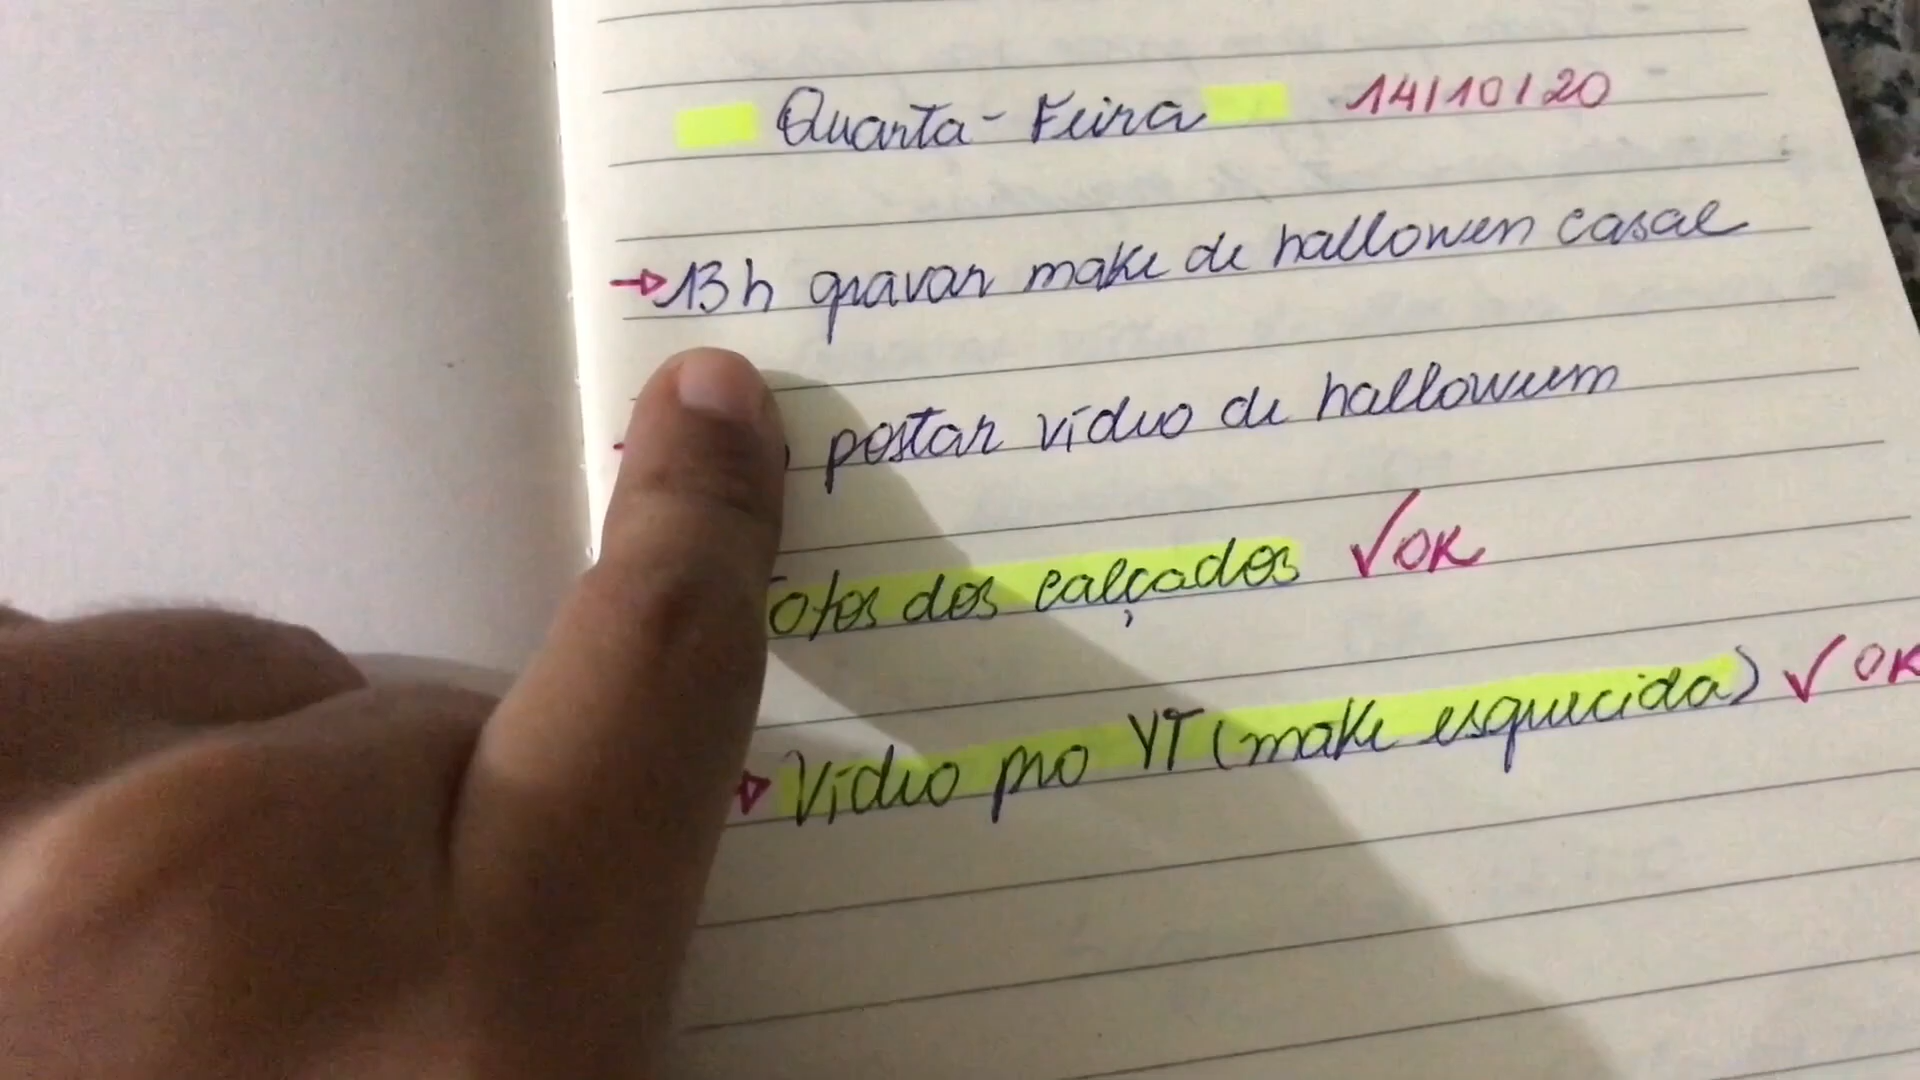 Quarta-Feira 14/10/20
→13h gravar make de hallowen casal
postar vídeo de halloweem
otos dos calçados ✓OK
Vídeo pro YT (make esquecida) ✓OK